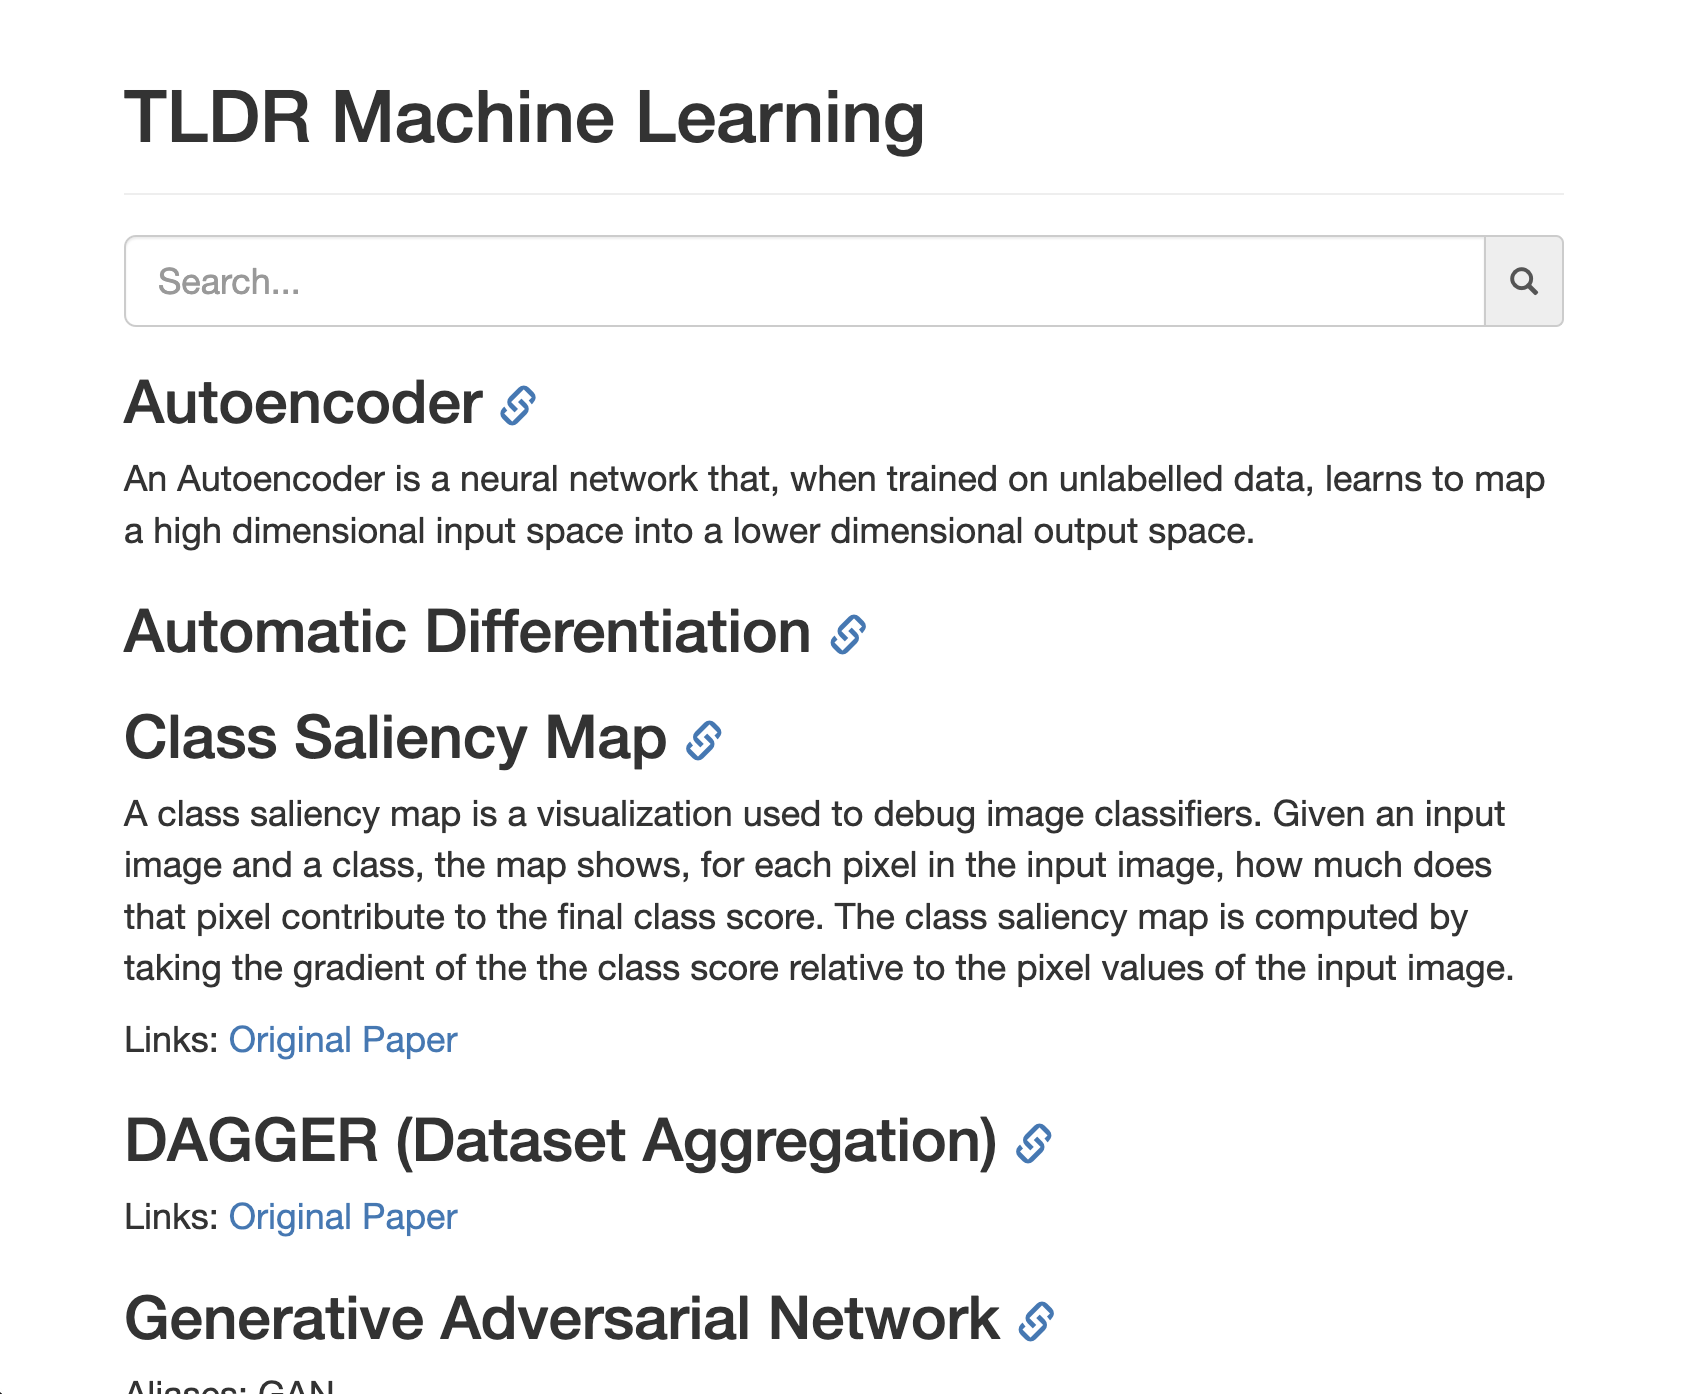 TLDR Machine Learning
Search...
Autoencoder
An Autoencoder is a neural network that, when trained on unlabelled data, learns to map
a high dimensional input space into a lower dimensional output space.
Automatic Differentiation
Class Saliency Map
A class saliency map is a visualization used to debug image classifiers. Given an input
image and a class, the map shows, for each pixel in the input image, how much does
that pixel contribute to the final class score. The class saliency map is computed by
taking the gradient of the the class score relative to the pixel values of the input image.
Links: Original Paper
DAGGER (Dataset Aggregation)
Links: Original Paper
Generative Adversarial Network
Aliases: GAN